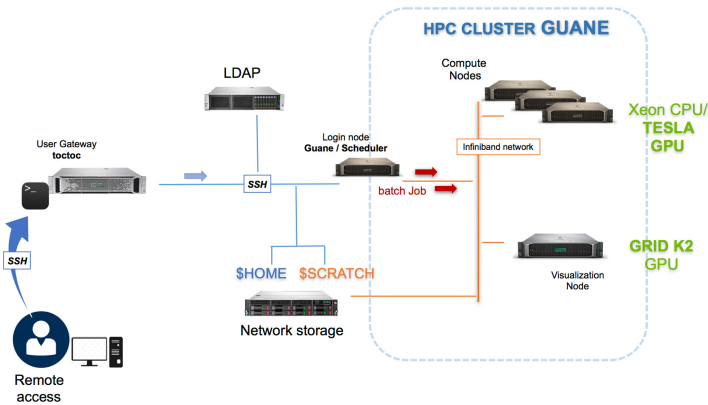 HPC CLUSTER GUANE
LDAP
Compute
Nodes
Xeon CPU/
TESLA
GPU
User Gateway
toctoc
Login node
Guane / Scheduler
Infiniband network
SSH
batch Job
>_
SSH
$HOME
$SCRATCH
GRID K2
GPU
Visualization
Node
Network storage
Remote
access